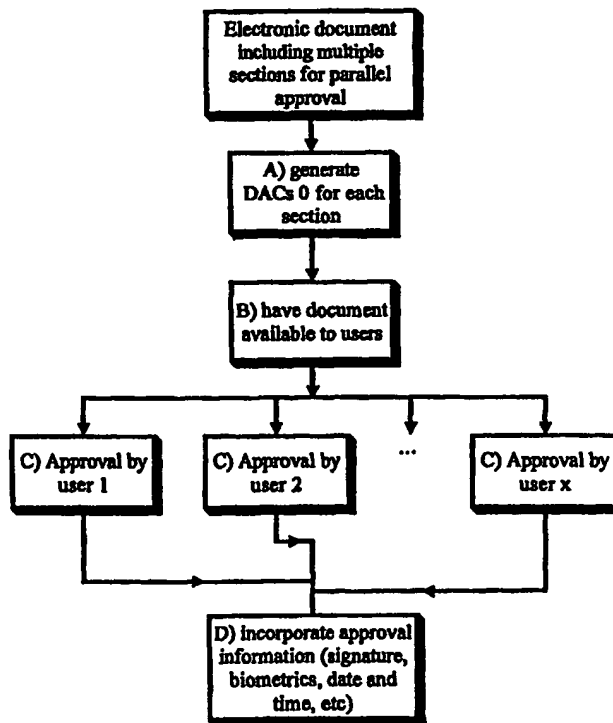 Electronic document
including multiple
sections for parallel
approval
A) generate
DACs 0 for each
section
B) have document
available to users
C) Approval by
user 1
C) Approval by
user 2
...
C) Approval by
user x
D) incorporate approval
information (signature,
biometrics, date and
time, etc)